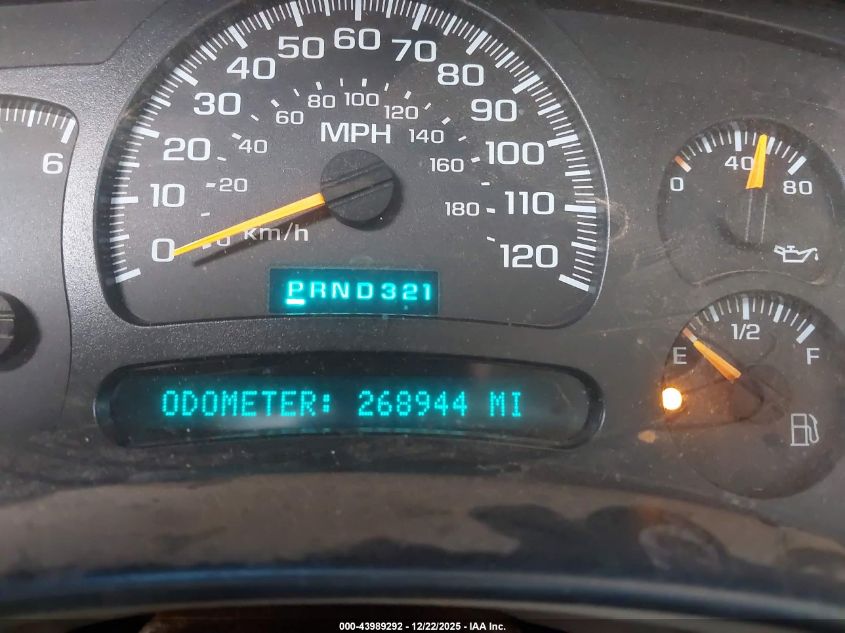 50 60 70
40 80
30 60 80 100 120 90
MPH 140
20 40 160 100
10 20 180 110
0 0 km/h 120
6
0 40 80
PRND321
ODOMETER: 268944 MI
E 1/2 F
000-43989292 - 12/22/2025 - IAA Inc.